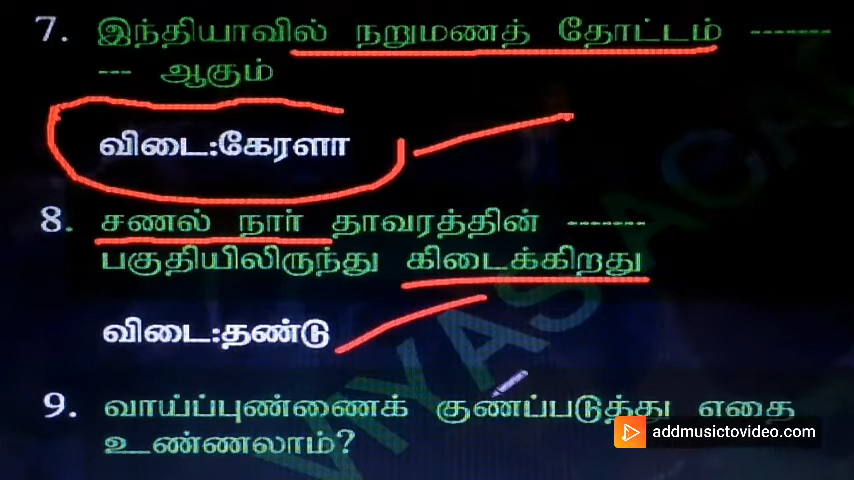 7. இந்தியாவில் நறுமணத் தோட்டம் -------
--- ஆகும்
விடை:கேரளா
8. சணல் நார் தாவரத்தின் -------
பகுதியிலிருந்து கிடைக்கிறது
விடை:தண்டு
9. வாய்ப்புண்ணைக் குணப்படுத்து எதை
உண்ணலாம்?
addmusictovideo.com